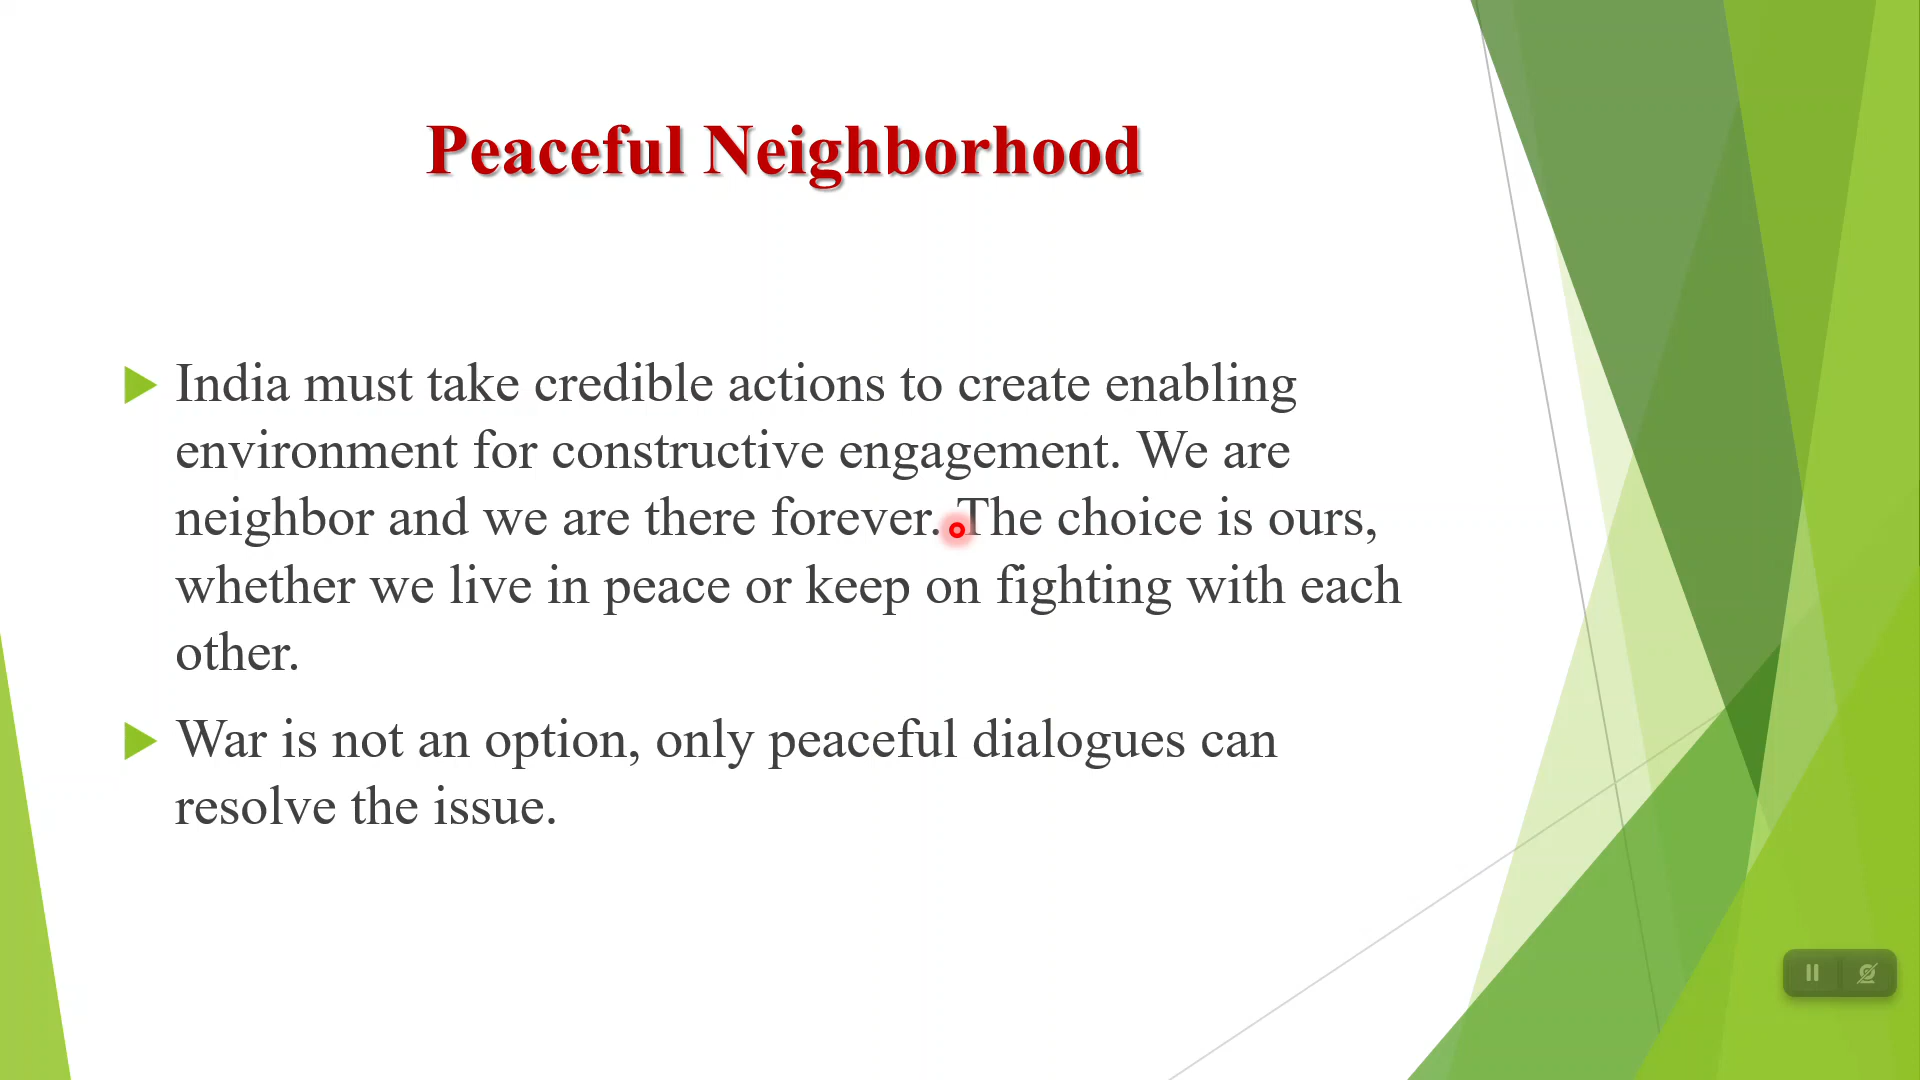 Peaceful Neighborhood
India must take credible actions to create enabling
environment for constructive engagement. We are
neighbor and we are there forever. The choice is ours,
whether we live in peace or keep on fighting with each
other.
War is not an option, only peaceful dialogues can
resolve the issue.